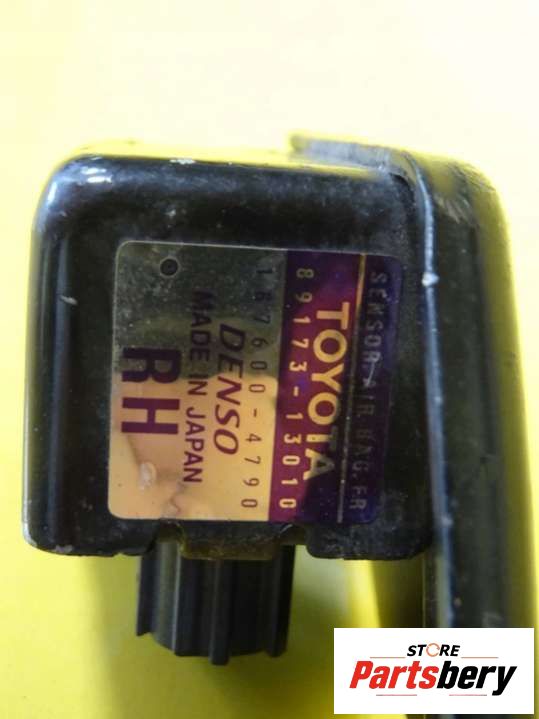 SENSOR AIR BAG.FR
TOYOTA
89173-13010
187600-4790
DENSO
MADE IN JAPAN
RH
STORE
Partsbery